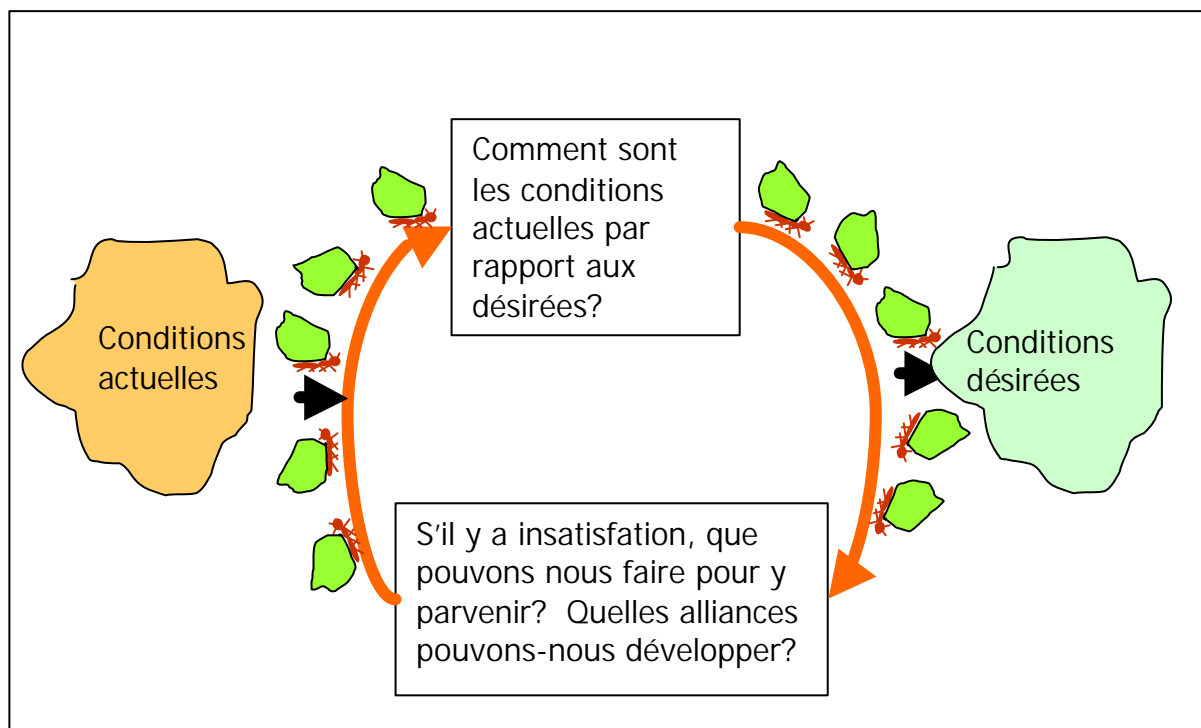 Comment sont
les conditions
actuelles par
rapport aux
désirées?
Conditions
actuelles
Conditions
désirées
S'il y a insatisfation, que
pouvons nous faire pour y
parvenir?  Quelles alliances
pouvons-nous développer?